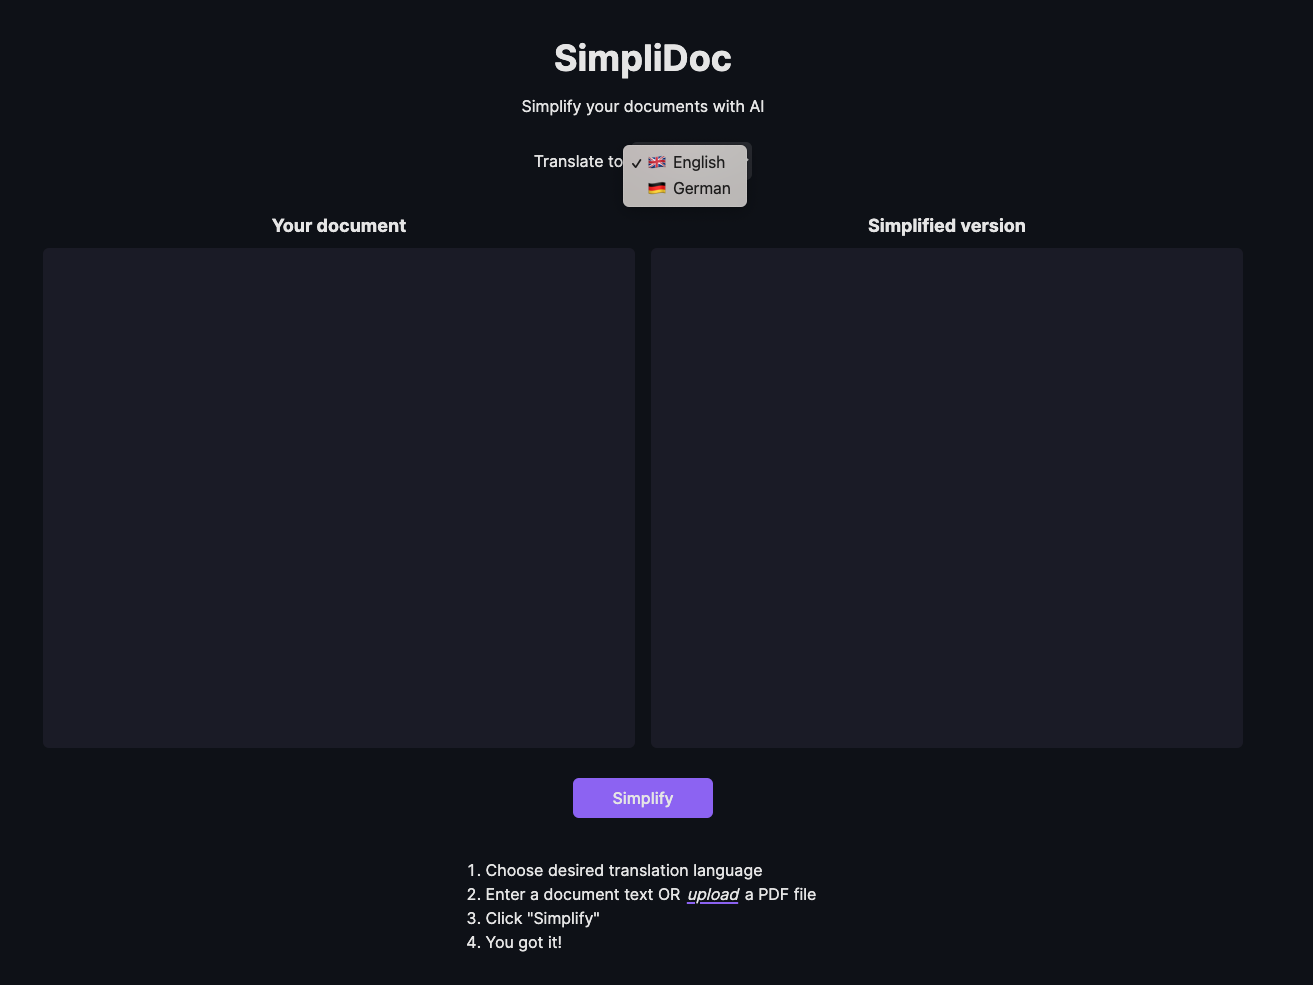 SimpliDoc
Simplify your documents with AI
Translate to
✓ 🇬🇧 English
🇩🇪 German
Your document
Simplified version
Simplify
1. Choose desired translation language
2. Enter a document text OR upload a PDF file
3. Click "Simplify"
4. You got it!